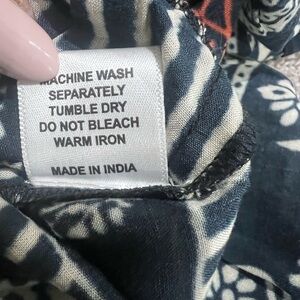 MACHINE WASH
SEPARATELY
TUMBLE DRY
DO NOT BLEACH
WARM IRON
MADE IN INDIA